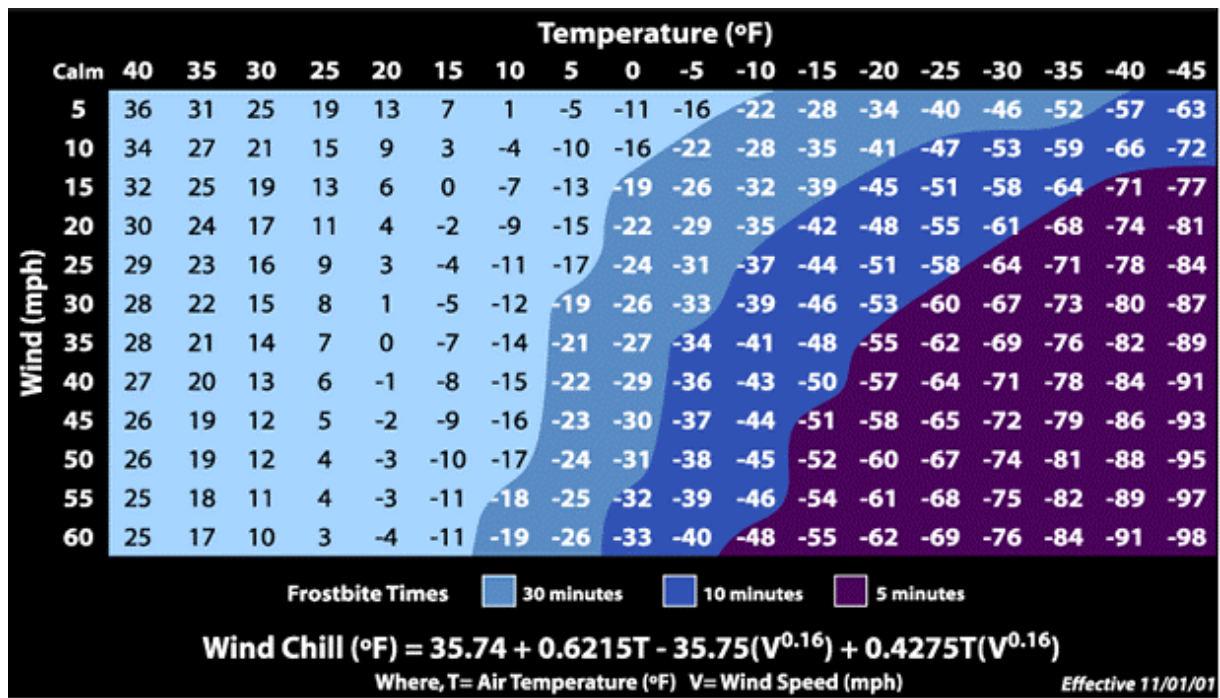 Temperature (ºF)
Calm 40 35 30 25 20 15 10 5 0 -5 -10 -15 -20 -25 -30 -35 -40 -45
5 36 31 25 19 13 7 1 -5 -11 -16 -22 -28 -34 -40 -46 -52 -57 -63
10 34 27 21 15 9 3 -4 -10 -16 -22 -28 -35 -41 -47 -53 -59 -66 -72
15 32 25 19 13 6 0 -7 -13 -19 -26 -32 -39 -45 -51 -58 -64 -71 -77
20 30 24 17 11 4 -2 -9 -15 -22 -29 -35 -42 -48 -55 -61 -68 -74 -81
25 29 23 16 9 3 -4 -11 -17 -24 -31 -37 -44 -51 -58 -64 -71 -78 -84
30 28 22 15 8 1 -5 -12 -19 -26 -33 -39 -46 -53 -60 -67 -73 -80 -87
35 28 21 14 7 0 -7 -14 -21 -27 -34 -41 -48 -55 -62 -69 -76 -82 -89
40 27 20 13 6 -1 -8 -15 -22 -29 -36 -43 -50 -57 -64 -71 -78 -84 -91
45 26 19 12 5 -2 -9 -16 -23 -30 -37 -44 -51 -58 -65 -72 -79 -86 -93
50 26 19 12 4 -3 -10 -17 -24 -31 -38 -45 -52 -60 -67 -74 -81 -88 -95
55 25 18 11 4 -3 -11 -18 -25 -32 -39 -46 -54 -61 -68 -75 -82 -89 -97
60 25 17 10 3 -4 -11 -19 -26 -33 -40 -48 -55 -62 -69 -76 -84 -91 -98
Wind (mph)
Frostbite Times 30 minutes 10 minutes 5 minutes
Wind Chill (ºF) = 35.74 + 0.6215T - 35.75(V^0.16) + 0.4275T(V^0.16)
Where, T= Air Temperature (ºF) V= Wind Speed (mph)
Effective 11/01/01